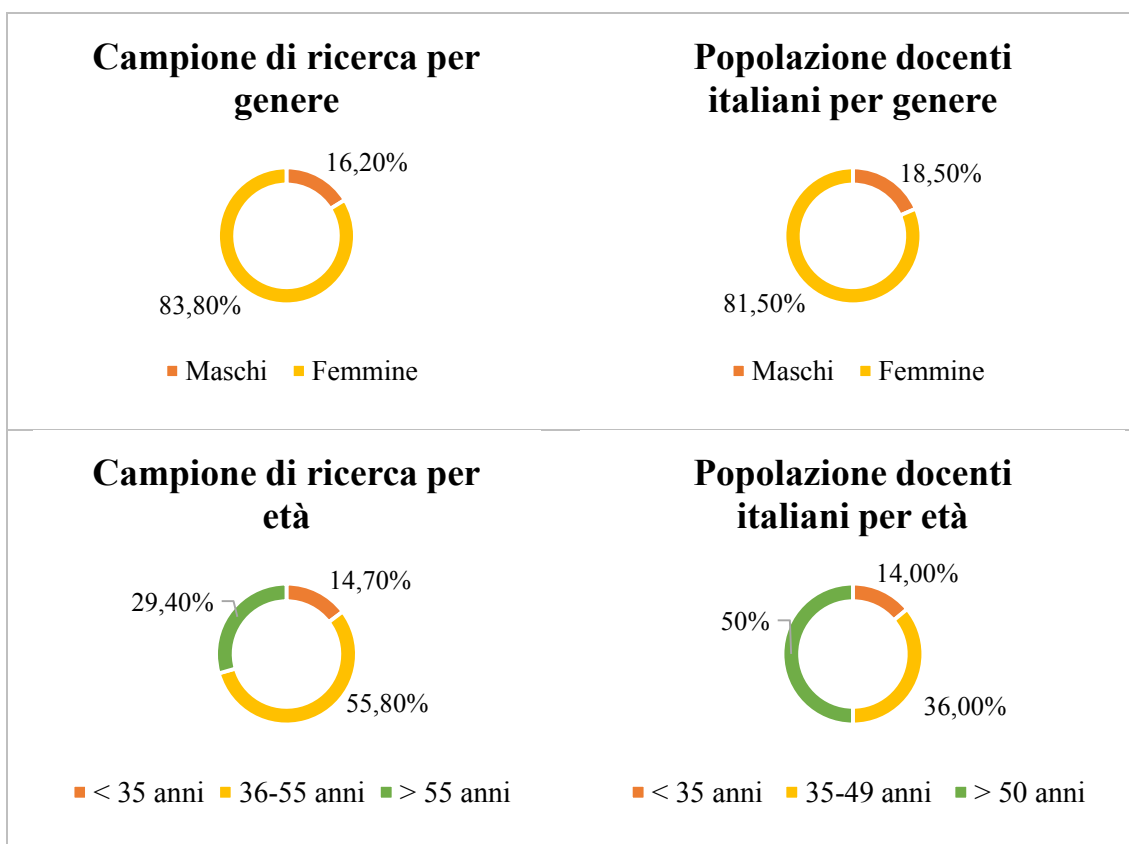 Campione di ricerca per
genere
16,20%
83,80%
Maschi Femmine
Popolazione docenti
italiani per genere
18,50%
81,50%
Maschi Femmine
Campione di ricerca per
età
14,70%
29,40%
55,80%
< 35 anni 36-55 anni > 55 anni
Popolazione docenti
italiani per età
14,00%
50%
36,00%
< 35 anni 35-49 anni > 50 anni